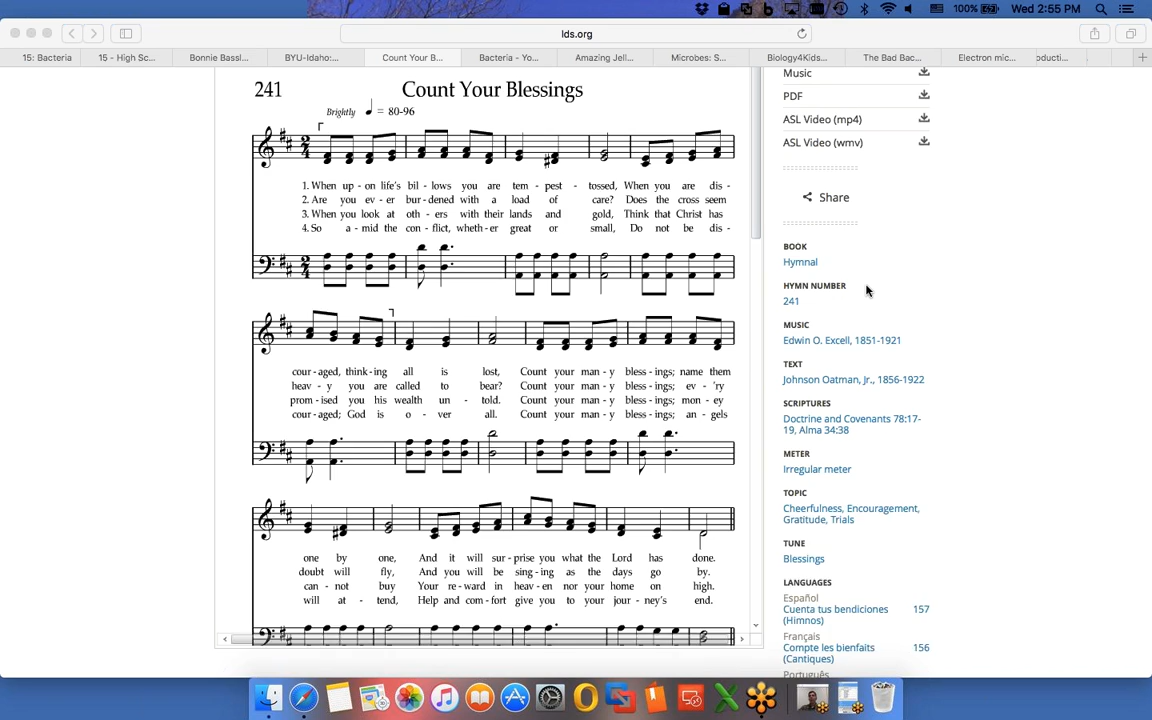 100% Wed 2:55 PM
lds.org
15: Bacteria 15 - High Sc... Bonnie Bassl... BYU-Idaho:... Count Your B... Bacteria - Yo... Amazing Jell... Microbes: S... Biology4Kids... The Bad Bac... Electron mic... oducti...
241 Count Your Blessings
Brightly = 80-96
1. When up - on life's bil - lows you are tem - pest - tossed, When you are dis -
2. Are you ev - er bur - dened with a load of care? Does the cross seem
3. When you look at oth - ers with their lands and gold, Think that Christ has
4. So a - mid the con - flict, wheth - er great or small, Do not be dis -
cour - aged, think - ing all is lost, Count your man - y bless - ings; name them
heav - y you are called to bear? Count your man - y bless - ings; ev - 'ry
prom - ised you his wealth un - told. Count your man - y bless - ings; mon - ey
cour - aged; God is o - ver all. Count your man - y bless - ings; an - gels
one by one, And it will sur - prise you what the Lord has done.
doubt will fly, And you will be sing - ing as the days go by.
can - not buy Your re - ward in heav - en nor your home on high.
will at - tend, Help and com - fort give you to your jour - ney's end.
Music
PDF
ASL Video (mp4)
ASL Video (wmv)
Share
BOOK
Hymnal
HYMN NUMBER
241
MUSIC
Edwin O. Excell, 1851-1921
TEXT
Johnson Oatman, Jr., 1856-1922
SCRIPTURES
Doctrine and Covenants 78:17-
19, Alma 34:38
METER
Irregular meter
TOPIC
Cheerfulness, Encouragement,
Gratitude, Trials
TUNE
Blessings
LANGUAGES
Español
Cuenta tus bendiciones 157
(Himnos)
Français
Compte les bienfaits 156
(Cantiques)
Português